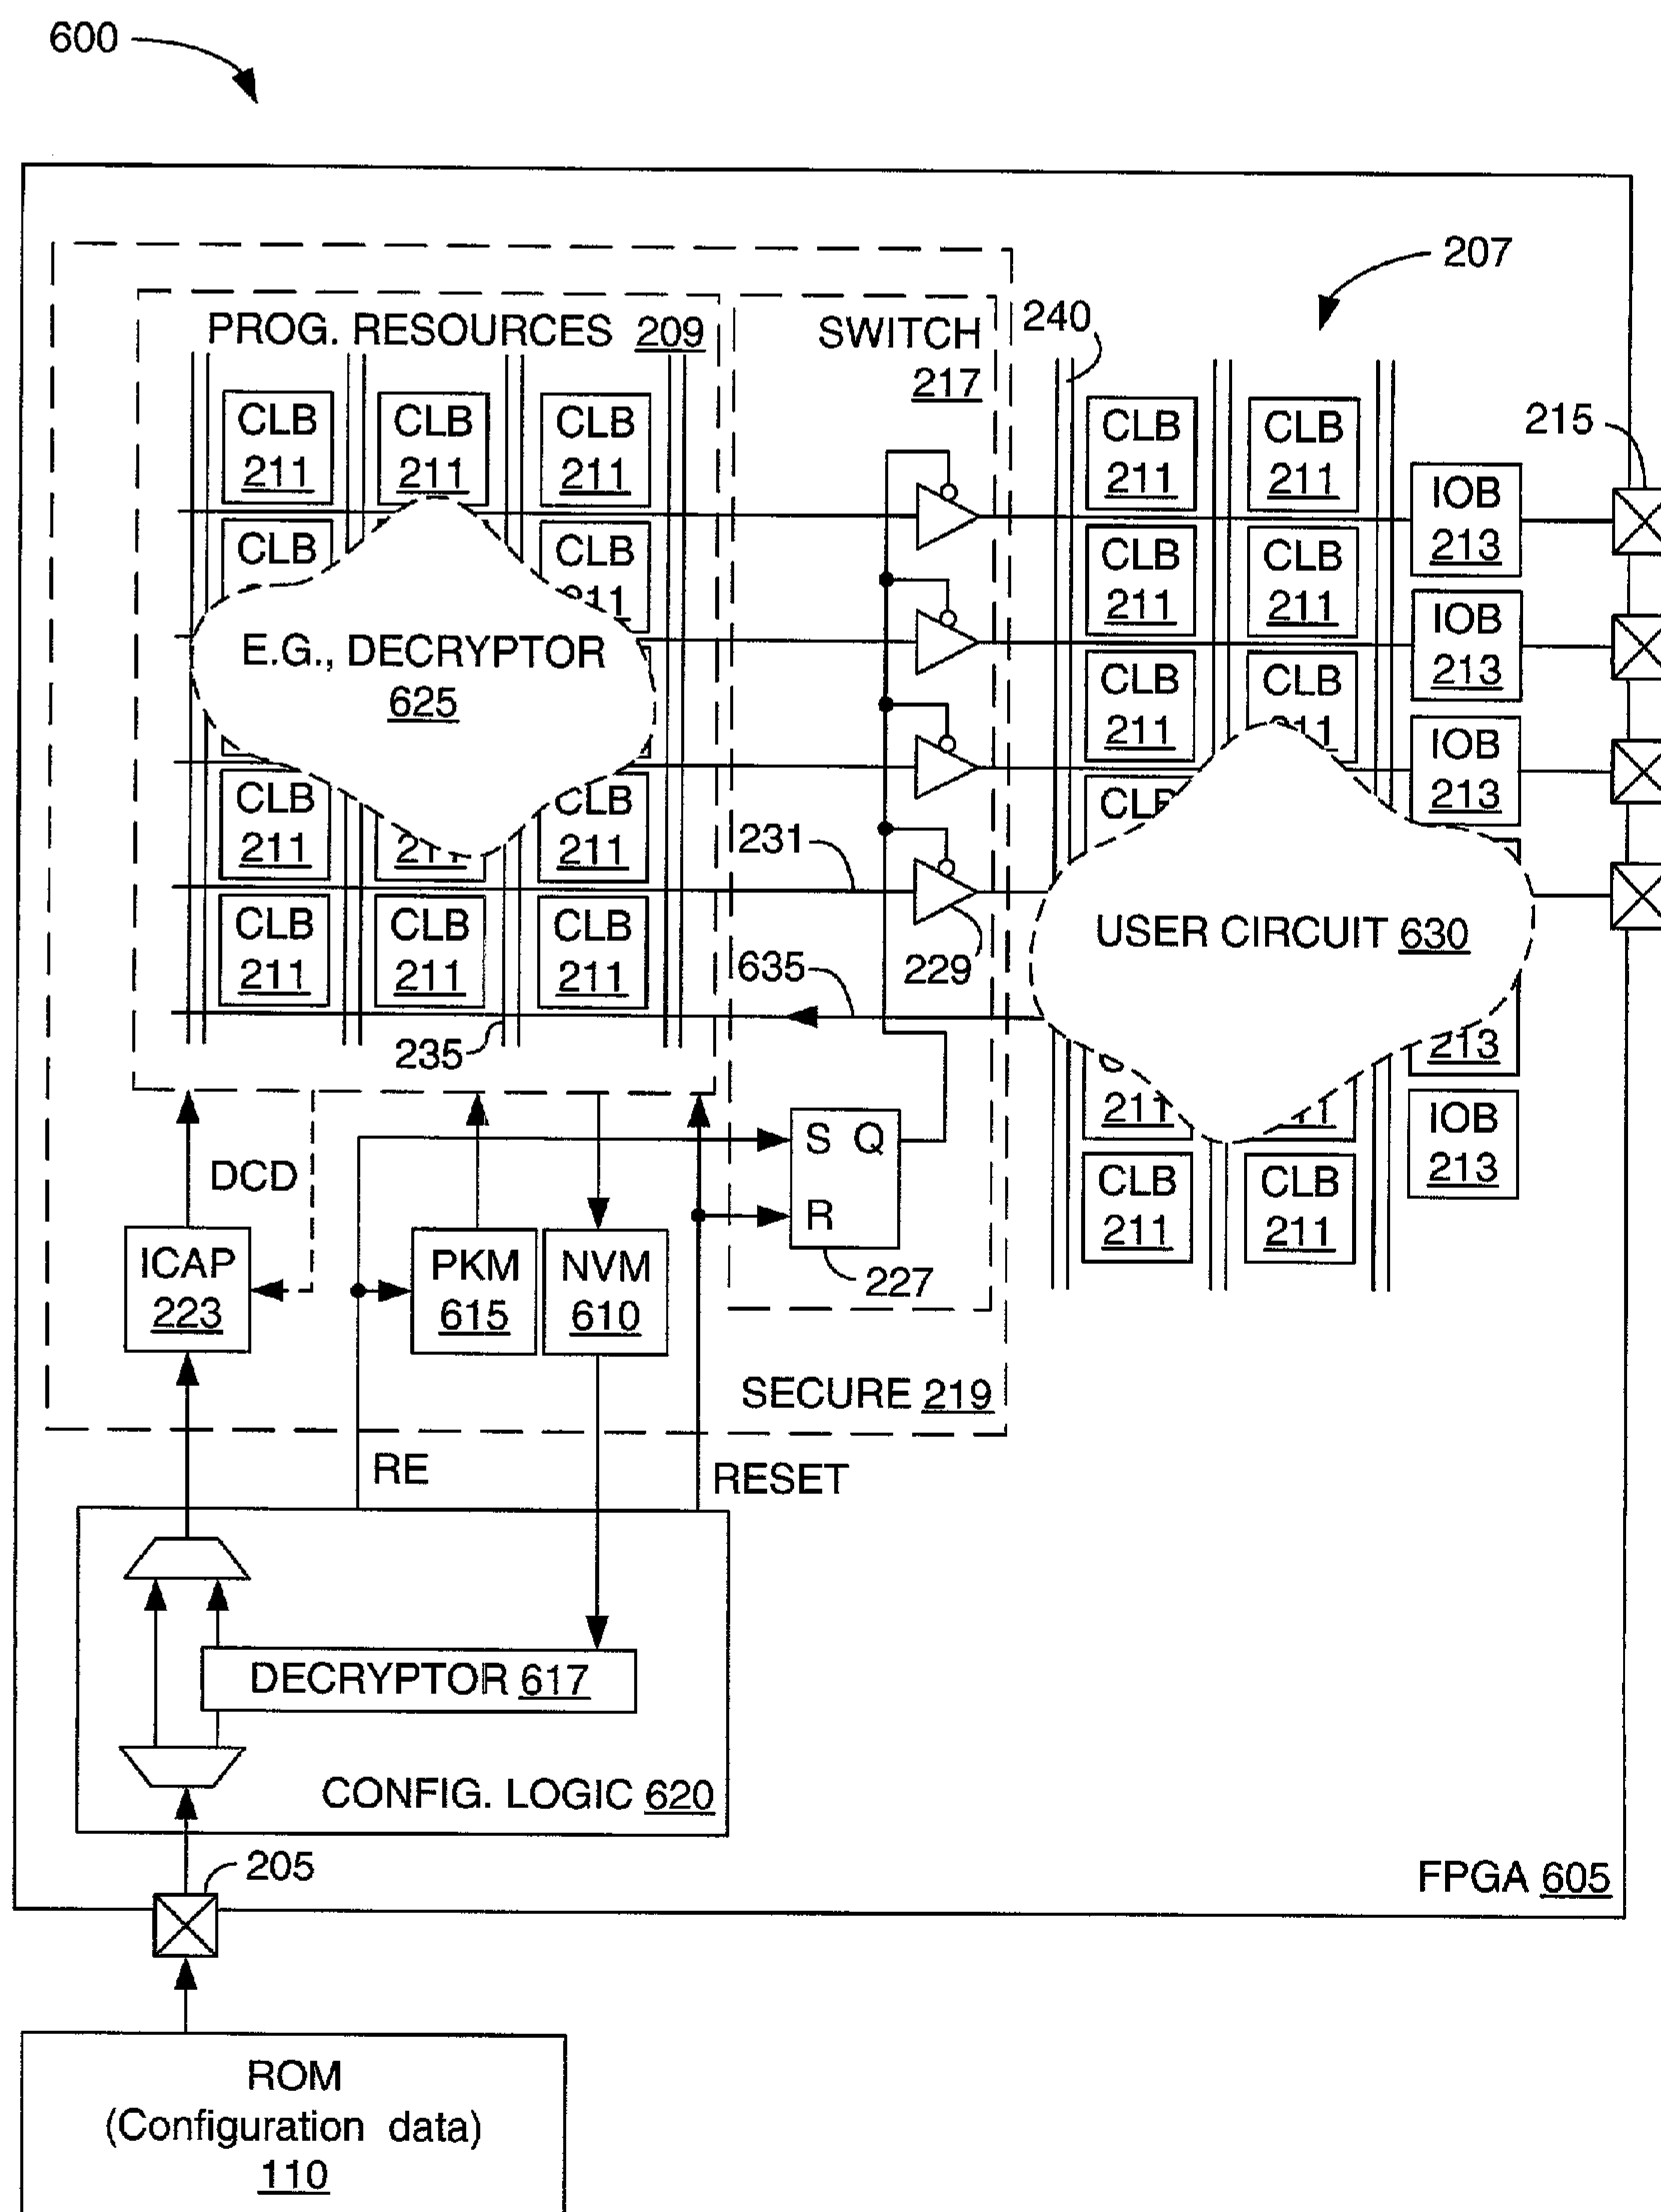 600
207
PROG. RESOURCES 209
SWITCH
217
240
215
CLB
211
CLB
211
CLB
211
CLB
211
CLB
211
IOB
213
CLB
CLB
211
CLB
211
CLB
211
IOB
213
E.G., DECRYPTOR
625
CLB
211
CLB
211
IOB
213
CLB
211
211
CLB
211
CLB
231
229
USER CIRCUIT 630
CLB
211
CLB
211
CLB
211
635
235
213
211
11
IOB
213
CLB
211
CLB
211
DCD
S Q
R
227
ICAP
223
PKM
615
NVM
610
SECURE 219
RE
RESET
DECRYPTOR 617
CONFIG. LOGIC 620
205
FPGA 605
ROM
(Configuration data)
110